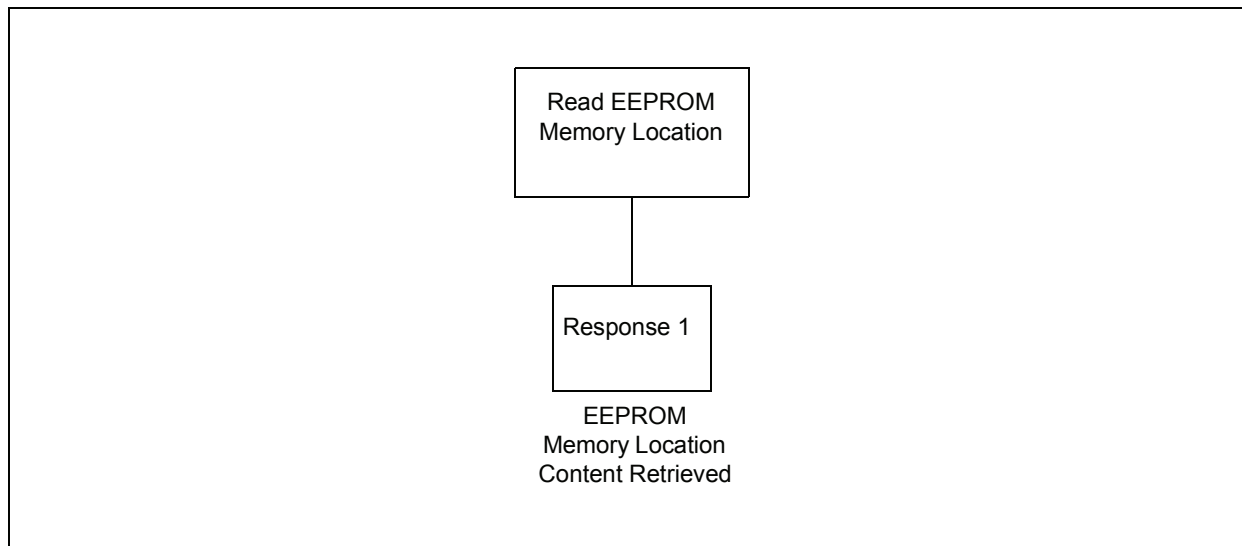 Read EEPROM
Memory Location
Response 1
EEPROM
Memory Location
Content Retrieved